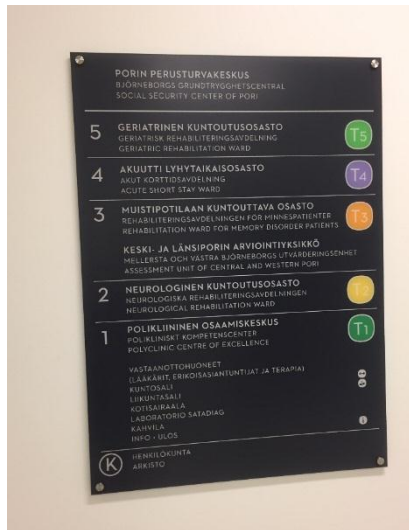 PORIN PERUSTURVAKESKUS
BJÖRNEBORGS GRUNDTRYGGHETSCENTRAL
SOCIAL SECURITY CENTER OF PORI
5 GERIATRINEN KUNTOUTUSOSASTO T5
GERIATRISK REHABILITERINGSAVDELNING
GERIATRIC REHABILITATION WARD
4 AKUUTTI LYHYTAIKAISOSASTO T4
AKUT KORTTIDSAVDELNING
ACUTE SHORT STAY WARD
3 MUISTIPOTILAAN KUNTOUTTAVA OSASTO T3
REHABILITERINGSAVDELNINGEN FÖR MINNESPATIENTER
REHABILITATION WARD FOR MEMORY DISORDER PATIENTS
KESKI- JA LÄNSIPORIN ARVIOINTIYKSIKKÖ
MELLERSTA OCH VÄSTRA BJÖRNEBORGS UTVÄRDERINGSENHET
ASSESSMENT UNIT OF CENTRAL AND WESTERN PORI
2 NEUROLOGINEN KUNTOUTUSOSASTO T2
NEUROLOGISKA REHABILITERINGSAVDELNINGEN
NEUROLOGICAL REHABILITATION WARD
1 POLIKLIININEN OSAAMISKESKUS T1
POLIKLINISKT KOMPETENSCENTER
POLYCLINIC CENTRE OF EXCELLENCE
VASTAANOTTOHUONEET
(LÄÄKÄRIT, ERIKOISASIANTUNTIJAT JA TERAPIA)
KUNTOSALI
LIIKUNTASALI
KOTISAIRAALA
LABORATORIO SATADIAG
KAHVILA
INFO • ULOS
K HENKILÖKUNTA
ARKISTO